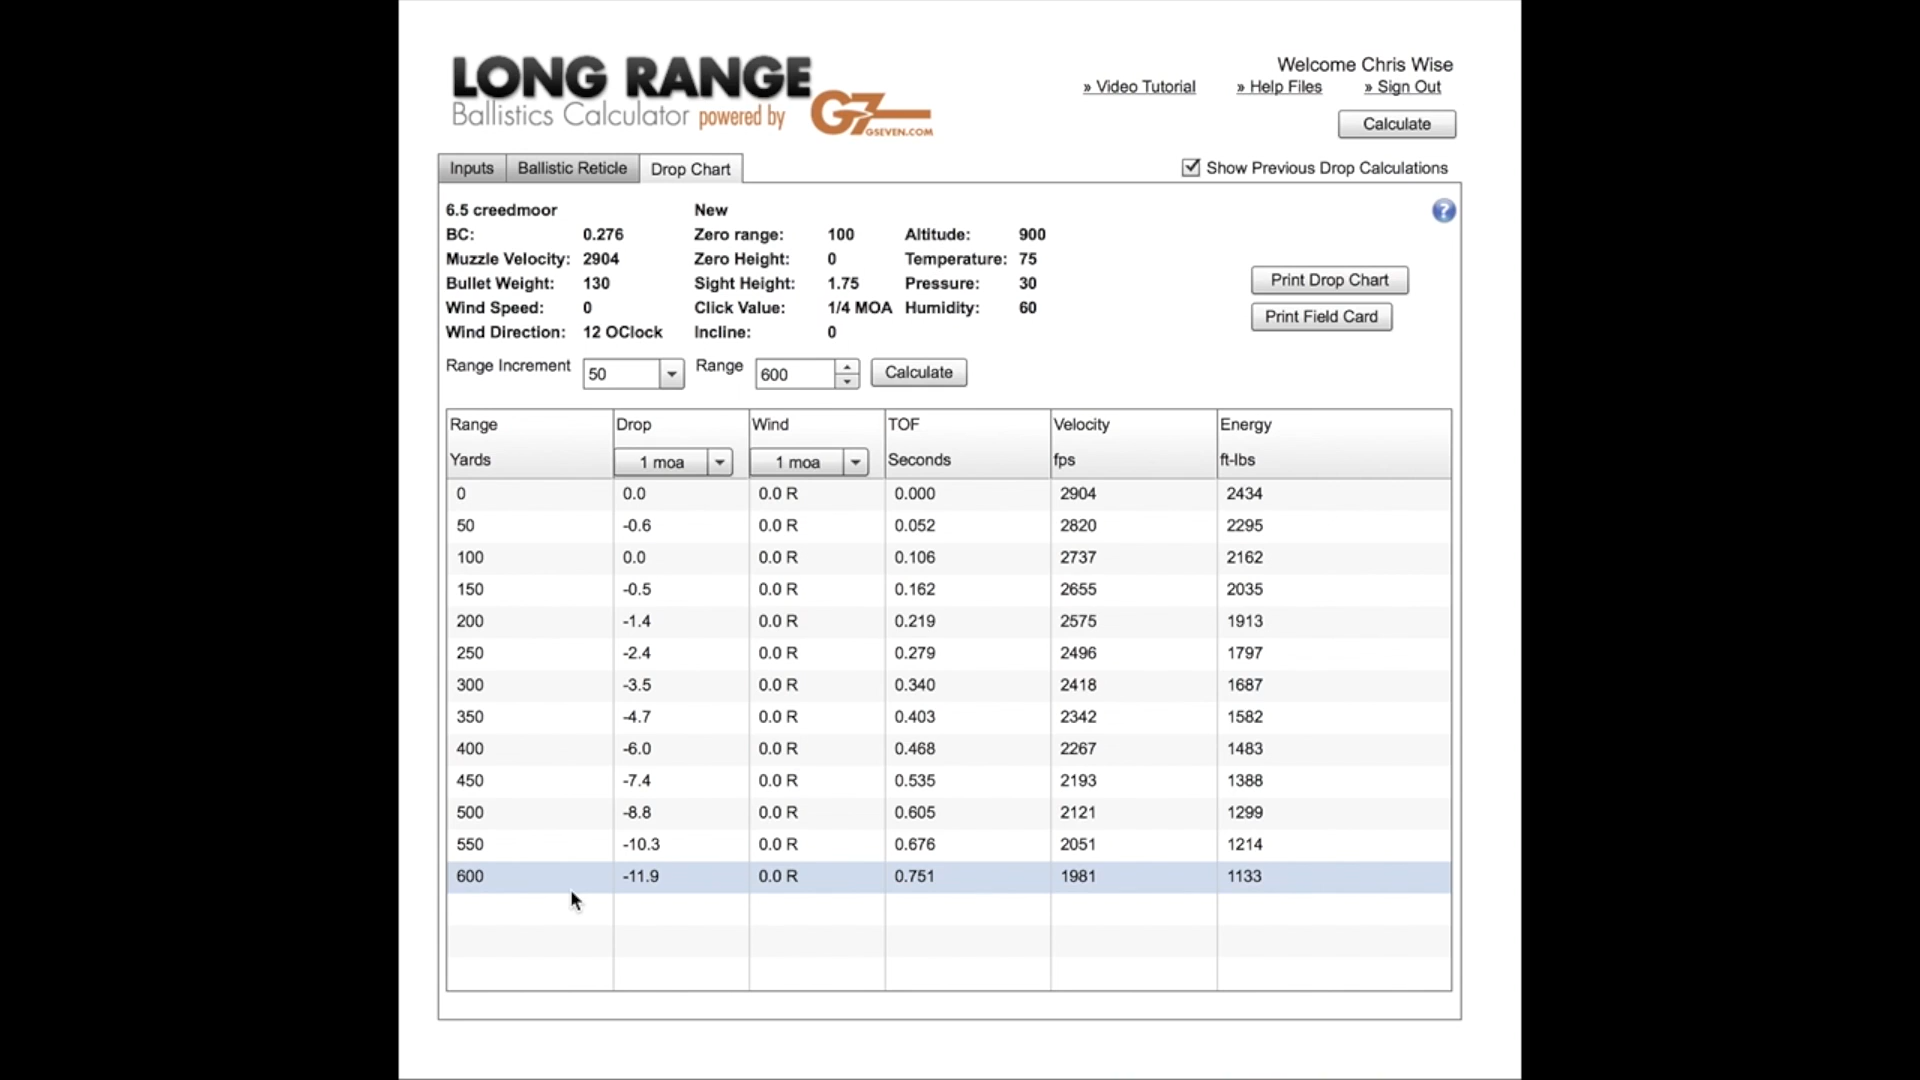 LONG RANGE
Ballistics Calculator powered by G7 GSEVEN.COM
Welcome Chris Wise
» Video Tutorial » Help Files » Sign Out
Calculate
Inputs Ballistic Reticle Drop Chart Show Previous Drop Calculations
6.5 creedmoor New ?
BC: 0.276 Zero range: 100 Altitude: 900
Muzzle Velocity: 2904 Zero Height: 0 Temperature: 75
Bullet Weight: 130 Sight Height: 1.75 Pressure: 30 Print Drop Chart
Wind Speed: 0 Click Value: 1/4 MOA Humidity: 60 Print Field Card
Wind Direction: 12 OClock Incline: 0
Range Increment 50 Range 600 Calculate
Range Drop Wind TOF Velocity Energy
Yards 1 moa 1 moa Seconds fps ft-lbs
0 0.0 0.0 R 0.000 2904 2434
50 -0.6 0.0 R 0.052 2820 2295
100 0.0 0.0 R 0.106 2737 2162
150 -0.5 0.0 R 0.162 2655 2035
200 -1.4 0.0 R 0.219 2575 1913
250 -2.4 0.0 R 0.279 2496 1797
300 -3.5 0.0 R 0.340 2418 1687
350 -4.7 0.0 R 0.403 2342 1582
400 -6.0 0.0 R 0.468 2267 1483
450 -7.4 0.0 R 0.535 2193 1388
500 -8.8 0.0 R 0.605 2121 1299
550 -10.3 0.0 R 0.676 2051 1214
600 -11.9 0.0 R 0.751 1981 1133